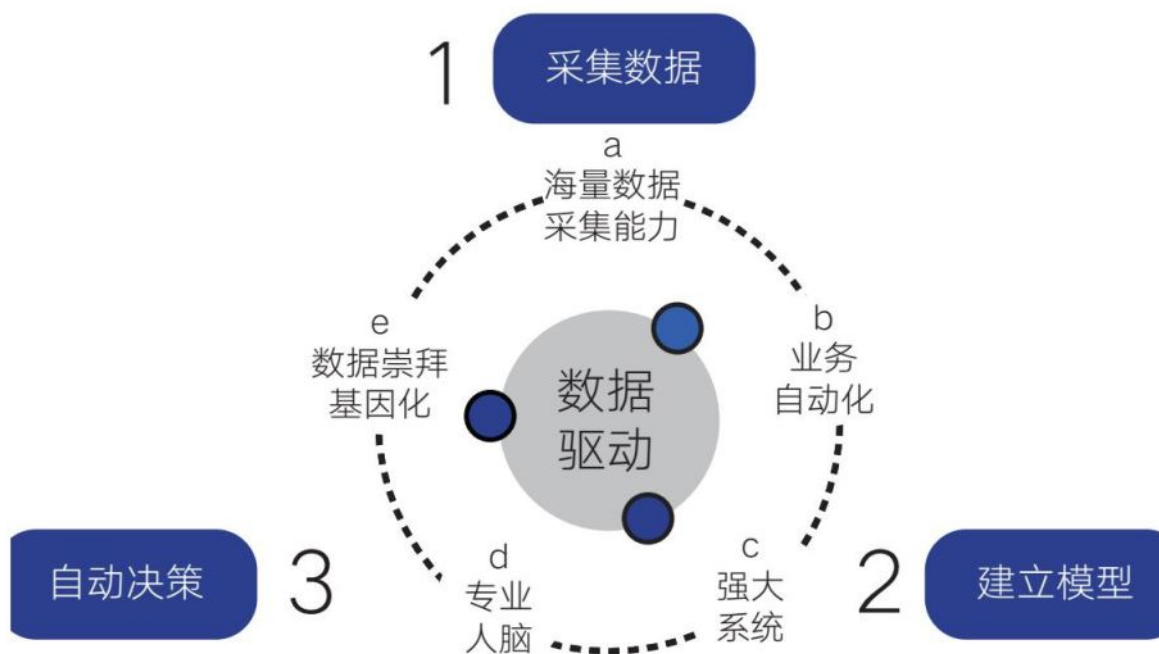 1
采集数据
a
海量数据
采集能力
b
业务
自动化
e
数据崇拜
基因化
数据
驱动
c
强大
系统
d
专业
人脑
2
建立模型
3
自动决策